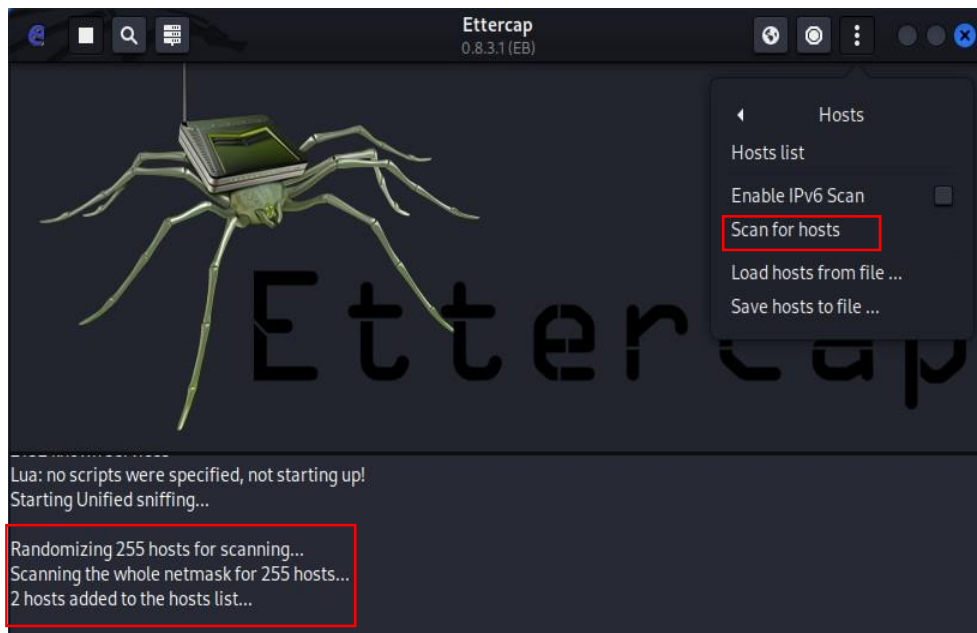 Ettercap
0.8.3.1 (EB)
Hosts
Hosts list
Enable IPv6 Scan
Scan for hosts
Load hosts from file ...
Save hosts to file ...
Ettercap
Lua: no scripts were specified, not starting up!
Starting Unified sniffing...
Randomizing 255 hosts for scanning...
Scanning the whole netmask for 255 hosts...
2 hosts added to the hosts list...